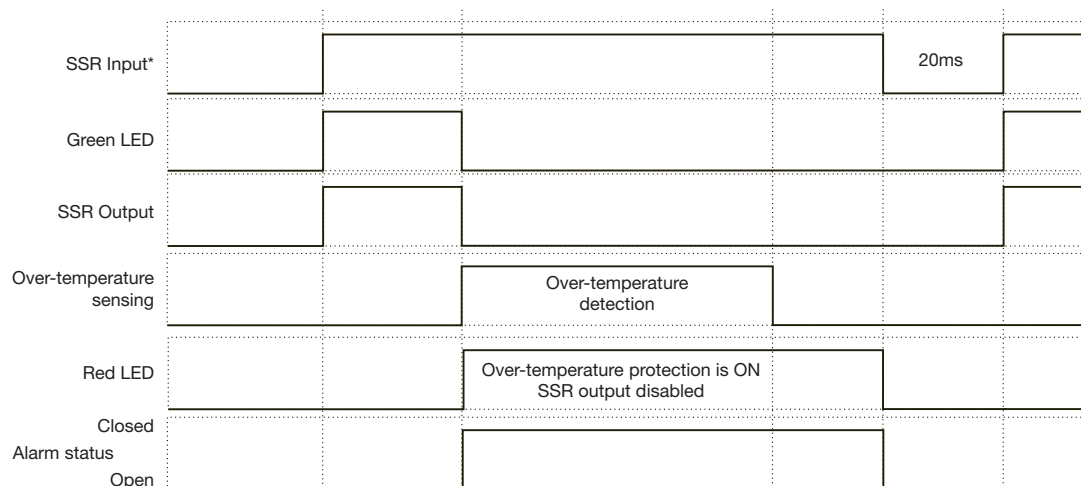 SSR Input*
20ms
Green LED
SSR Output
Over-temperature
sensing
Over-temperature
detection
Red LED
Over-temperature protection is ON
SSR output disabled
Closed
Alarm status
Open